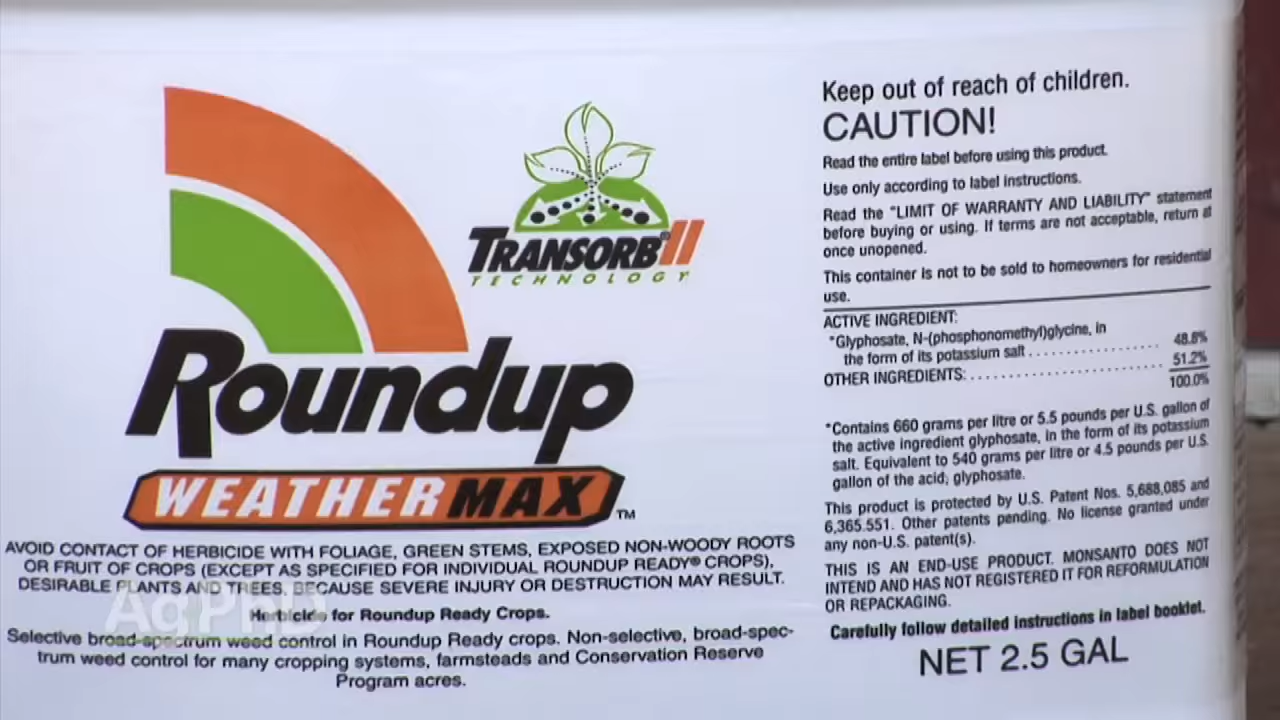 TRANSORB® II
TECHNOLOGY
Roundup
WEATHERMAX™
AVOID CONTACT OF HERBICIDE WITH FOLIAGE, GREEN STEMS, EXPOSED NON-WOODY ROOTS
OR FRUIT OF CROPS (EXCEPT AS SPECIFIED FOR INDIVIDUAL ROUNDUP READY® CROPS),
DESIRABLE PLANTS AND TREES, BECAUSE SEVERE INJURY OR DESTRUCTION MAY RESULT.
AgPhD
Herbicide for Roundup Ready Crops.
Selective broad-spectrum weed control in Roundup Ready crops. Non-selective, broad-spec-
trum weed control for many cropping systems, farmsteads and Conservation Reserve
Program acres.
Keep out of reach of children.
CAUTION!
Read the entire label before using this product.
Use only according to label instructions.
Read the "LIMIT OF WARRANTY AND LIABILITY" statement
before buying or using. If terms are not acceptable, return at
once unopened.
This container is not to be sold to homeowners for residential
use.
ACTIVE INGREDIENT:
*Glyphosate, N-(phosphonomethyl)glycine, in
the form of its potassium salt . . . . . . . . . . . . . . . . . . . 48.8%
OTHER INGREDIENTS: . . . . . . . . . . . . . . . . . . . . . . . . . 51.2%
100.0%
*Contains 660 grams per litre or 5.5 pounds per U.S. gallon of
the active ingredient glyphosate, in the form of its potassium
salt. Equivalent to 540 grams per litre or 4.5 pounds per U.S.
gallon of the acid, glyphosate.
This product is protected by U.S. Patent Nos. 5,688,085 and
6,365,551. Other patents pending. No license granted under
any non-U.S. patent(s).
THIS IS AN END-USE PRODUCT. MONSANTO DOES NOT
INTEND AND HAS NOT REGISTERED IT FOR REFORMULATION
OR REPACKAGING.
Carefully follow detailed instructions in label booklet.
NET 2.5 GAL